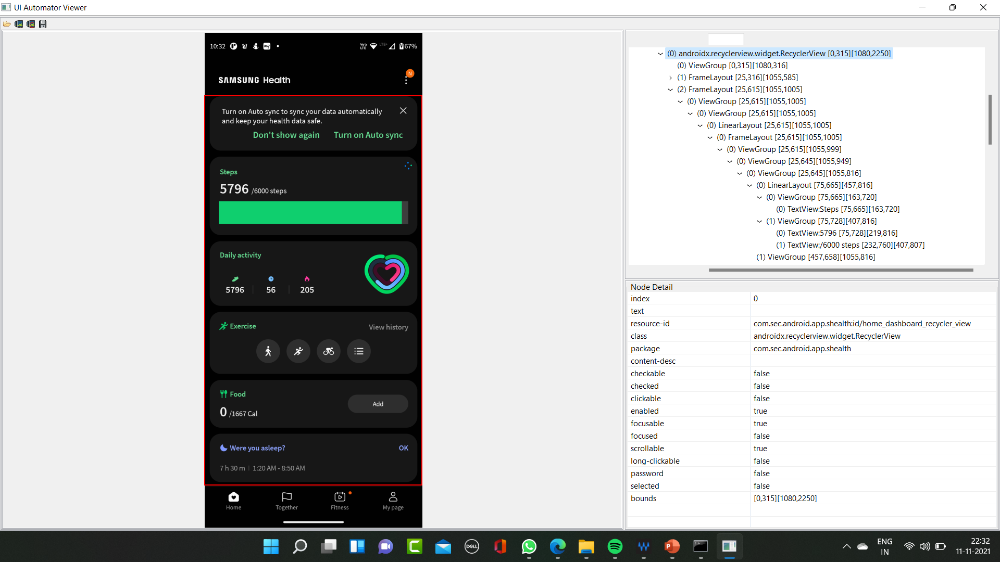 UI Automator Viewer
10:32
Vo)) LTE
LTE+
67%
SAMSUNG Health
N
Turn on Auto sync to sync your data automatically
and keep your health data safe.
Don't show again Turn on Auto sync
Steps
5796 /6000 steps
Daily activity
5796 56 205
Exercise View history
Food
0 /1667 Cal
Add
Were you asleep? OK
7 h 30 m | 1:20 AM - 8:50 AM
Home Together Fitness My page
(0) androidx.recyclerview.widget.RecyclerView [0,315][1080,2250]
(0) ViewGroup [0,315][1080,316]
(1) FrameLayout [25,316][1055,585]
(2) FrameLayout [25,615][1055,1005]
(0) ViewGroup [25,615][1055,1005]
(0) ViewGroup [25,615][1055,1005]
(0) LinearLayout [25,615][1055,1005]
(0) FrameLayout [25,615][1055,1005]
(0) ViewGroup [25,615][1055,999]
(0) ViewGroup [25,645][1055,949]
(0) ViewGroup [25,645][1055,816]
(0) LinearLayout [75,665][457,816]
(0) ViewGroup [75,665][163,720]
(0) TextView:Steps [75,665][163,720]
(1) ViewGroup [75,728][407,816]
(0) TextView:5796 [75,728][219,816]
(1) TextView:/6000 steps [232,760][407,807]
(1) ViewGroup [457,658][1055,816]
Node Detail
index 0
text
resource-id com.sec.android.app.shealth:id/home_dashboard_recycler_view
class androidx.recyclerview.widget.RecyclerView
package com.sec.android.app.shealth
content-desc
checkable false
checked false
clickable false
enabled true
focusable true
focused false
scrollable true
long-clickable false
password false
selected false
bounds [0,315][1080,2250]
DELL
P
ENG
IN
22:32
11-11-2021